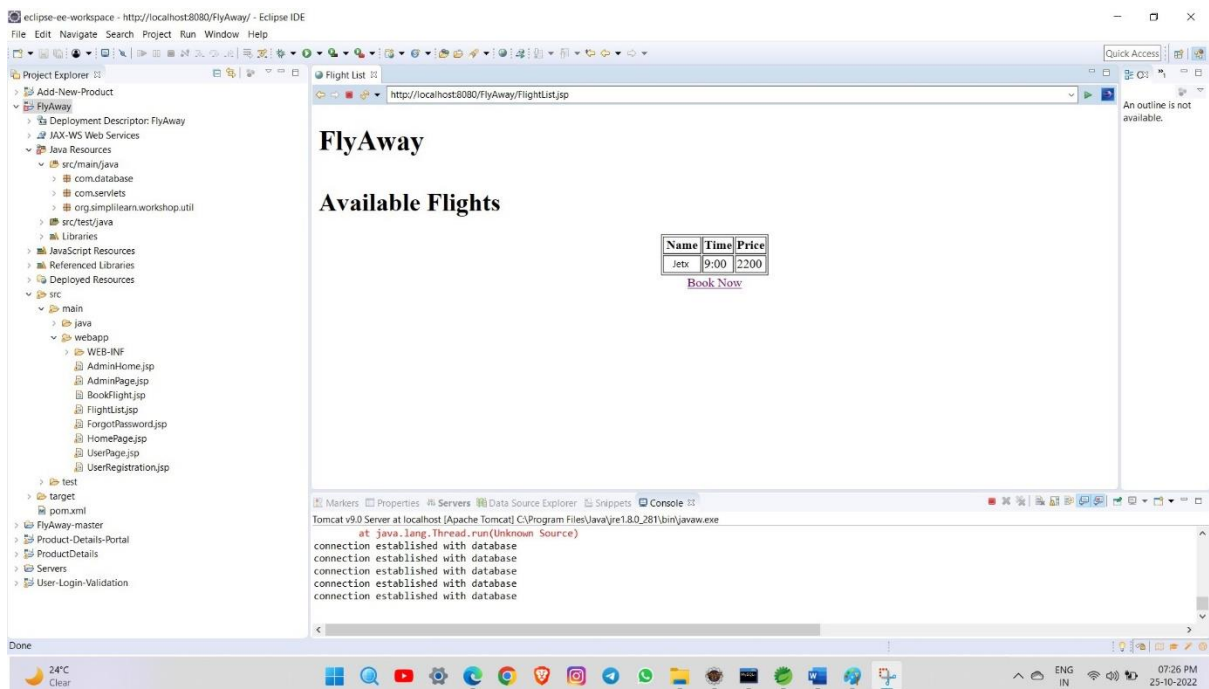 eclipse-ee-workspace - http://localhost:8080/FlyAway/ - Eclipse IDE
File Edit Navigate Search Project Run Window Help
Quick Access
Project Explorer
Add-New-Product
FlyAway
Deployment Descriptor: FlyAway
JAX-WS Web Services
Java Resources
src/main/java
com.database
com.servlets
org.simplilearn.workshop.util
src/test/java
Libraries
JavaScript Resources
Referenced Libraries
Deployed Resources
src
main
java
webapp
WEB-INF
AdminHome.jsp
AdminPage.jsp
BookFlight.jsp
FlightList.jsp
ForgotPassword.jsp
HomePage.jsp
UserPage.jsp
UserRegistration.jsp
test
target
pom.xml
FlyAway-master
Product-Details-Portal
ProductDetails
Servers
User-Login-Validation
Flight List
http://localhost:8080/FlyAway/FlightList.jsp
FlyAway
Available Flights
Name Time Price
Jetx 9:00 2200
Book Now
An outline is not
available.
Markers Properties Servers Data Source Explorer Snippets Console
Tomcat v9.0 Server at localhost [Apache Tomcat] C:\Program Files\Java\jre1.8.0_281\bin\javaw.exe
at java.lang.Thread.run(Unknown Source)
connection established with database
connection established with database
connection established with database
connection established with database
connection established with database
Done
24°C
Clear
ENG
IN
07:26 PM
25-10-2022